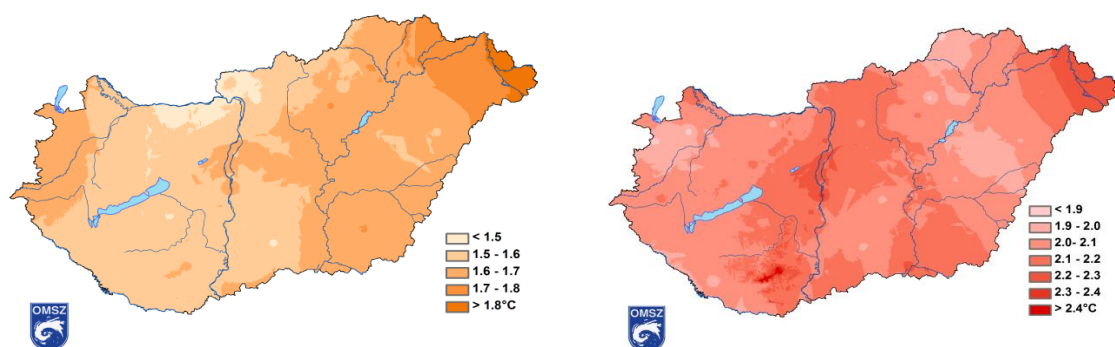 < 1.5
1.5 - 1.6
1.6 - 1.7
1.7 - 1.8
> 1.8°C
OMSZ
< 1.9
1.9 - 2.0
2.0- 2.1
2.1 - 2.2
2.2 - 2.3
2.3 - 2.4
> 2.4°C
OMSZ